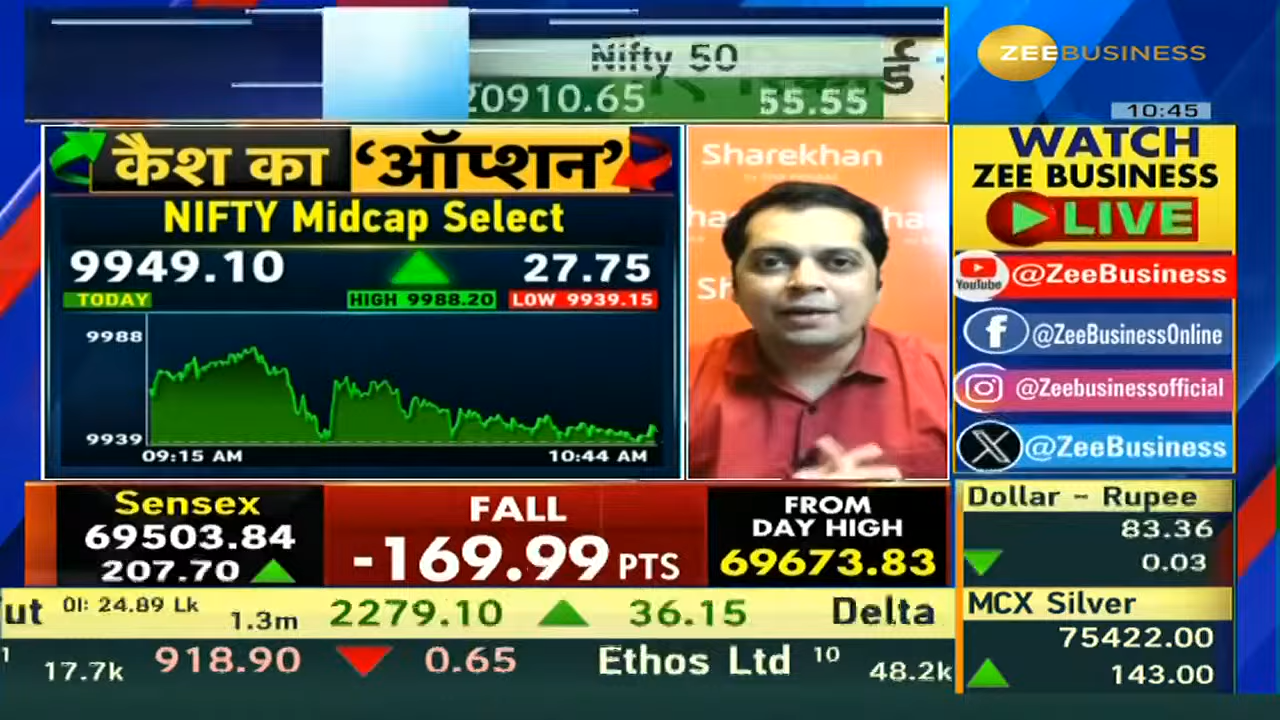 Nifty 50
20910.65 55.55
ZEEBUSINESS
10:45
कैश का 'ऑप्शन'
NIFTY Midcap Select
9949.10 27.75
TODAY HIGH 9988.20 LOW 9939.15
9988
9939
09:15 AM 10:44 AM
Sharekhan
WATCH
ZEE BUSINESS
LIVE
YouTube @ZeeBusiness
@ZeeBusinessOnline
@Zeebusinessofficial
@ZeeBusiness
Sensex
69503.84
207.70
FALL
-169.99 PTS
FROM
DAY HIGH
69673.83
Dollar - Rupee
83.36
0.03
MCX Silver
75422.00
143.00
ut OI: 24.89 Lk 1.3m 2279.10 36.15 Delta
17.7k 918.90 0.65 Ethos Ltd 10 48.2k